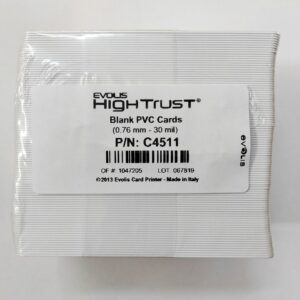 EVOLIS
HIGHTRUST®
Blank PVC Cards
(0.76 mm - 30 mil)
P/N: C4511
OF #: 1047205 LOT: 067819
©2013 Evolis Card Printer - Made in Italy
evolis